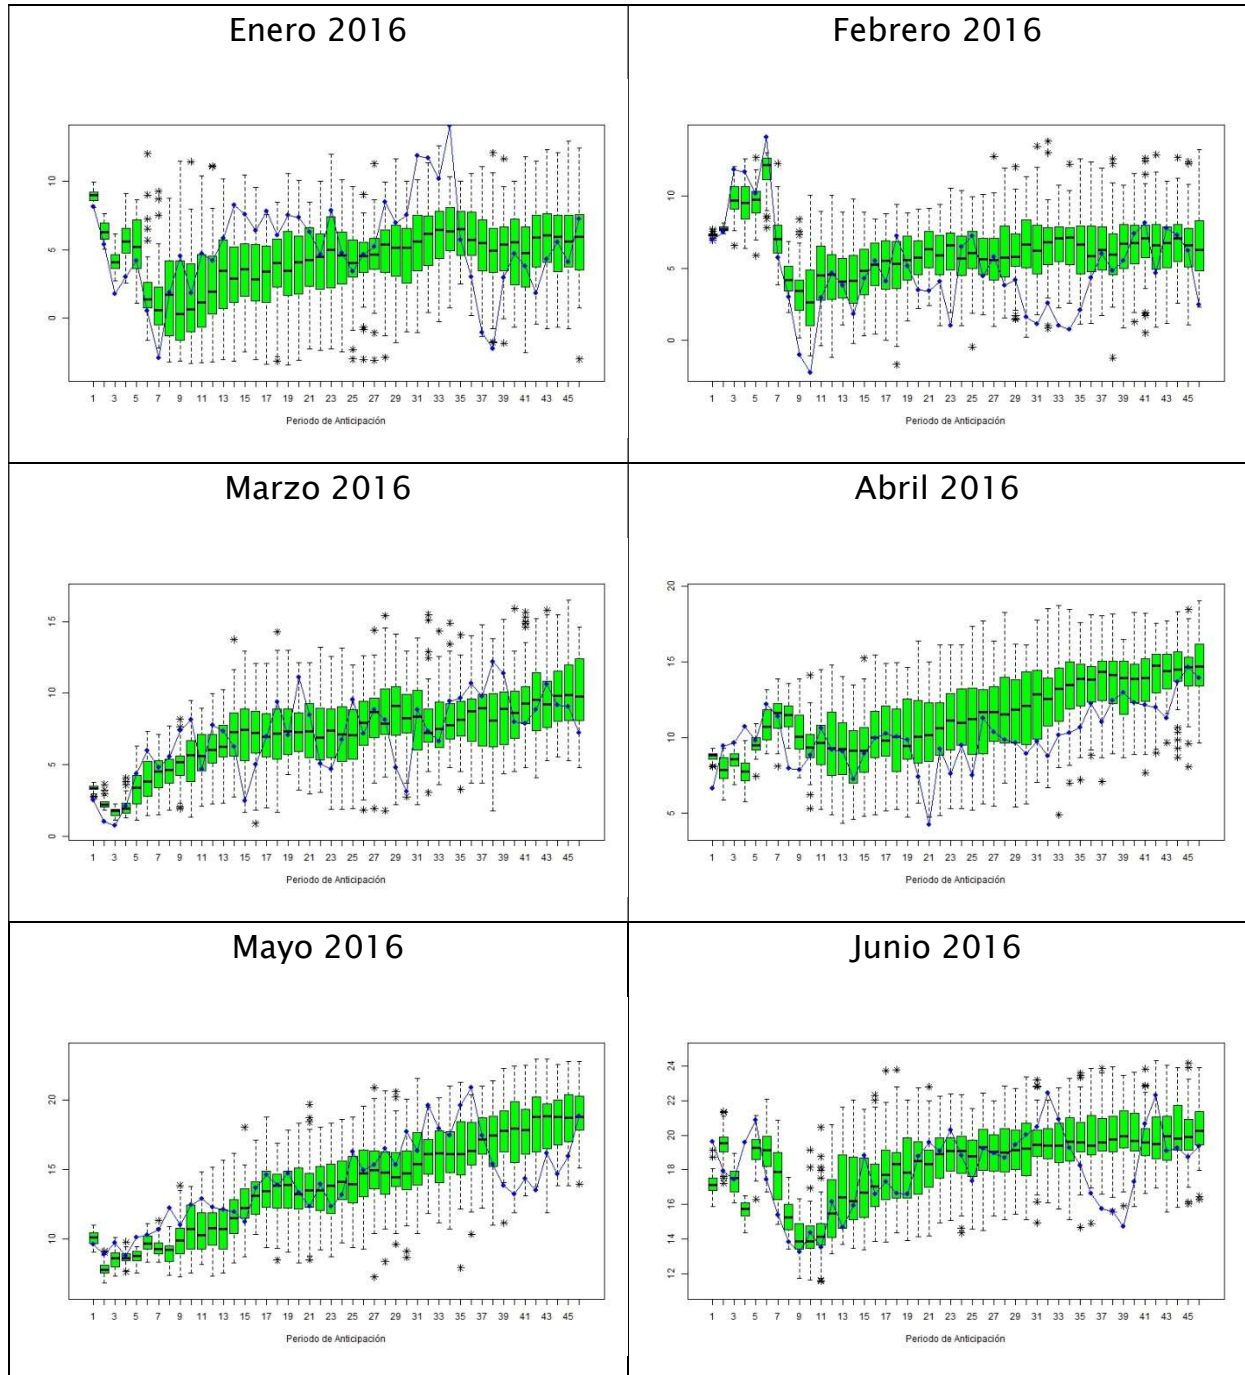 Enero 2016
10
5
0
1 3 5 7 9 11 13 15 17 19 21 23 25 27 29 31 33 35 37 39 41 43 45
Periodo de Anticipación
Febrero 2016
10
5
0
1 3 5 7 9 11 13 15 17 19 21 23 25 27 29 31 33 35 37 39 41 43 45
Periodo de Anticipación
Marzo 2016
15
10
5
0
1 3 5 7 9 11 13 15 17 19 21 23 25 27 29 31 33 35 37 39 41 43 45
Periodo de Anticipación
Abril 2016
20
15
10
5
1 3 5 7 9 11 13 15 17 19 21 23 25 27 29 31 33 35 37 39 41 43 45
Periodo de Anticipación
Mayo 2016
20
15
10
1 3 5 7 9 11 13 15 17 19 21 23 25 27 29 31 33 35 37 39 41 43 45
Periodo de Anticipación
Junio 2016
24
22
20
18
16
14
12
1 3 5 7 9 11 13 15 17 19 21 23 25 27 29 31 33 35 37 39 41 43 45
Periodo de Anticipación